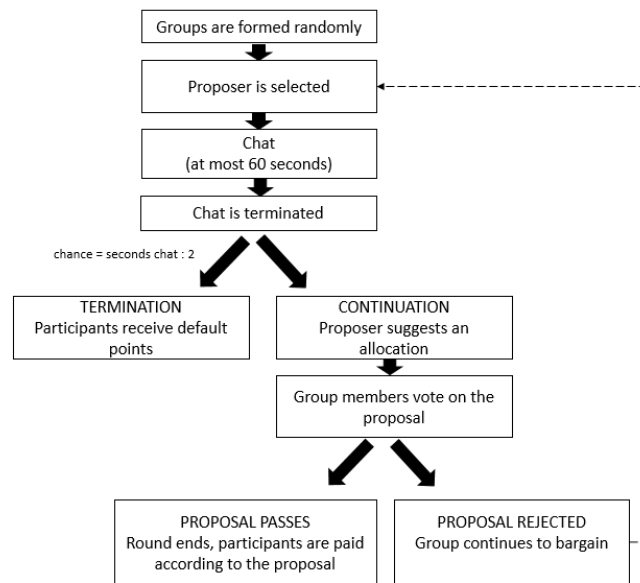 Groups are formed randomly
Proposer is selected
Chat
(at most 60 seconds)
Chat is terminated
chance = seconds chat : 2
TERMINATION
Participants receive default
points
CONTINUATION
Proposer suggests an
allocation
Group members vote on the
proposal
PROPOSAL PASSES
Round ends, participants are paid
according to the proposal
PROPOSAL REJECTED
Group continues to bargain